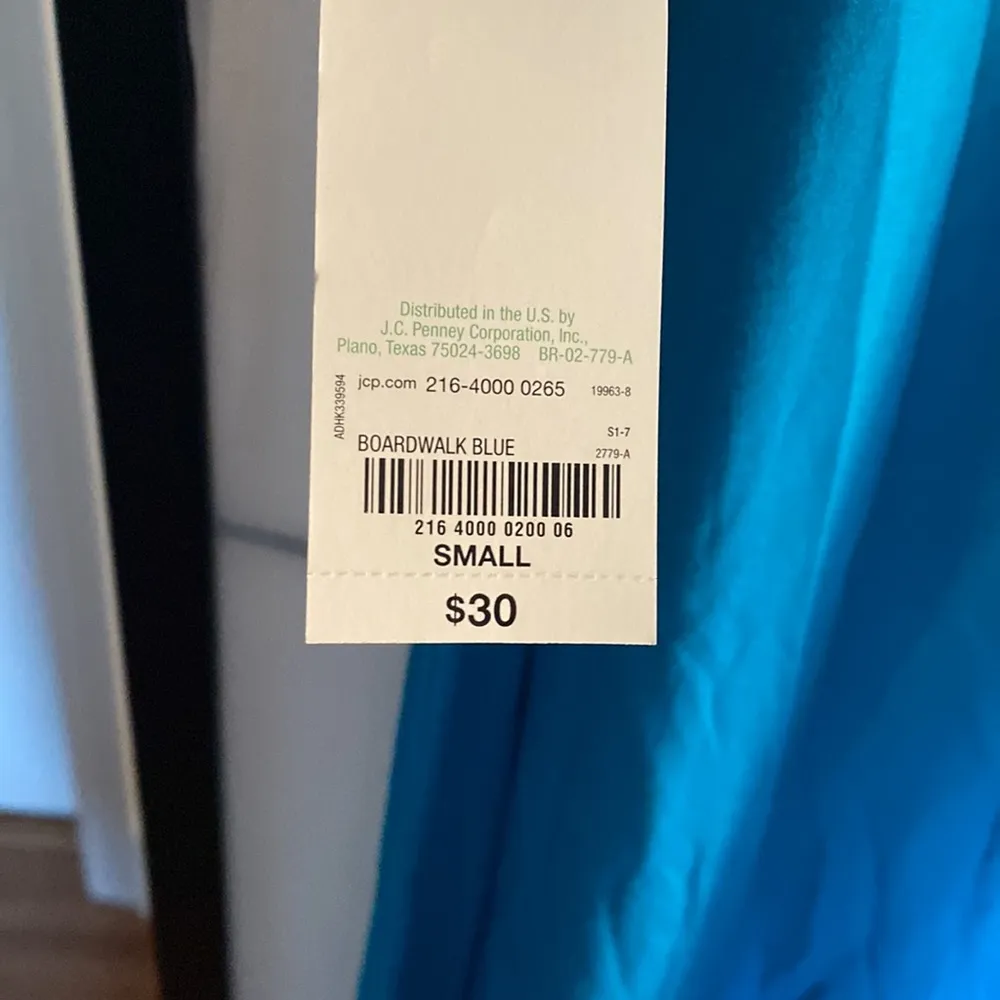 Distributed in the U.S. by
J.C. Penney Corporation, Inc.,
Plano, Texas 75024-3698 BR-02-779-A
jcp.com 216-4000 0265 19963-8
ADHK339594
S1-7
BOARDWALK BLUE 2779-A
216 4000 0200 06
SMALL
$30